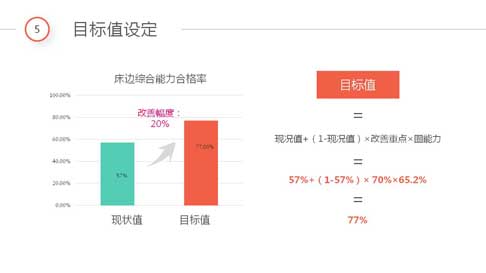 5
目标值设定
床边综合能力合格率
100.00%
80.00%
60.00%
40.00%
20.00%
0.00%
改善幅度：
20%
57%
77.00%
现状值
目标值
目标值
=
现况值+（1-现况值）×改善重点×圈能力
=
57%+（1-57%）× 70%×65.2%
=
77%